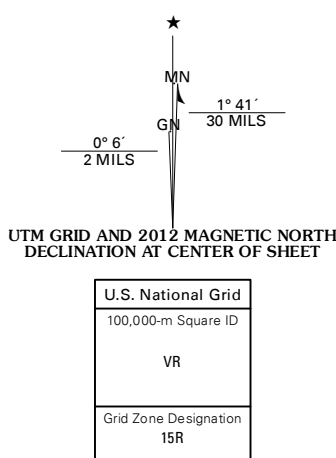 ★
MN
1° 41´
30 MILS
GN
0° 6´
2 MILS
UTM GRID AND 2012 MAGNETIC NORTH
DECLINATION AT CENTER OF SHEET
U.S. National Grid
100,000-m Square ID
VR
Grid Zone Designation
15R